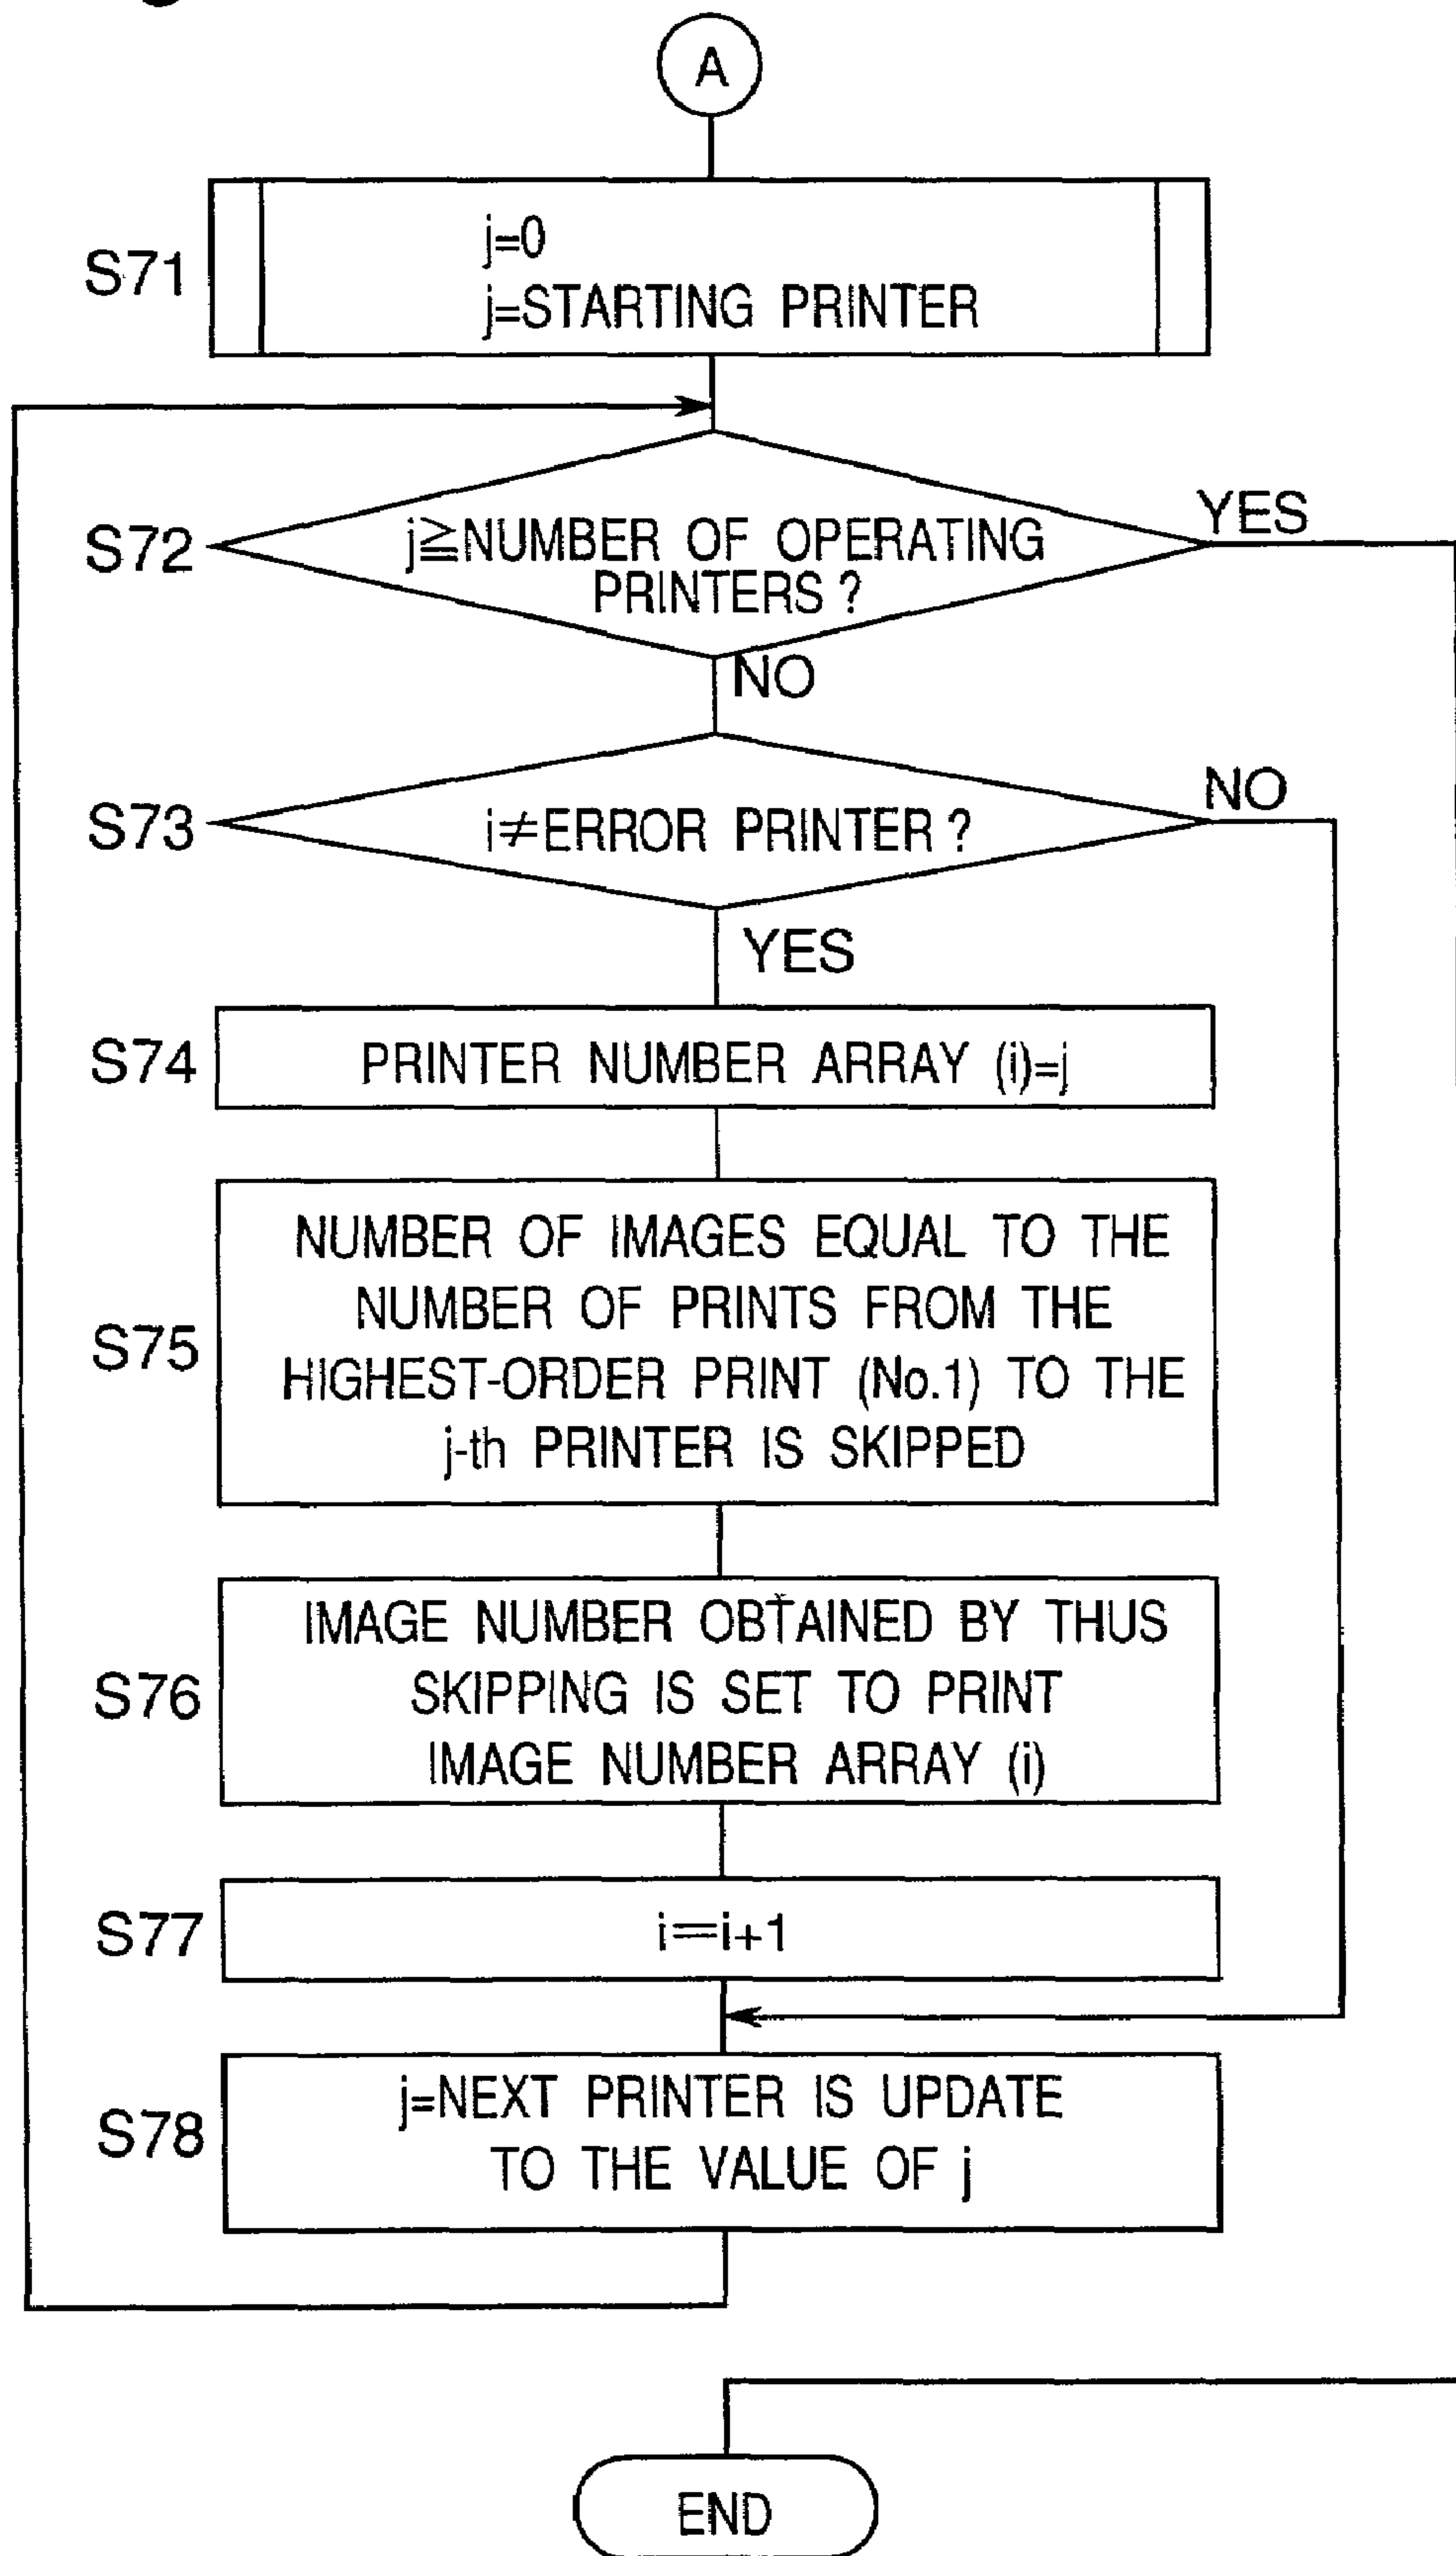 A
S71
j=0
j=STARTING PRINTER
S72
j≧NUMBER OF OPERATING
PRINTERS ?
YES
NO
S73
i≠ERROR PRINTER ?
NO
YES
S74
PRINTER NUMBER ARRAY (i)=j
S75
NUMBER OF IMAGES EQUAL TO THE
NUMBER OF PRINTS FROM THE
HIGHEST-ORDER PRINT (No.1) TO THE
j-th PRINTER IS SKIPPED
S76
IMAGE NUMBER OBTAINED BY THUS
SKIPPING IS SET TO PRINT
IMAGE NUMBER ARRAY (i)
S77
i=i+1
S78
j=NEXT PRINTER IS UPDATE
TO THE VALUE OF j
END